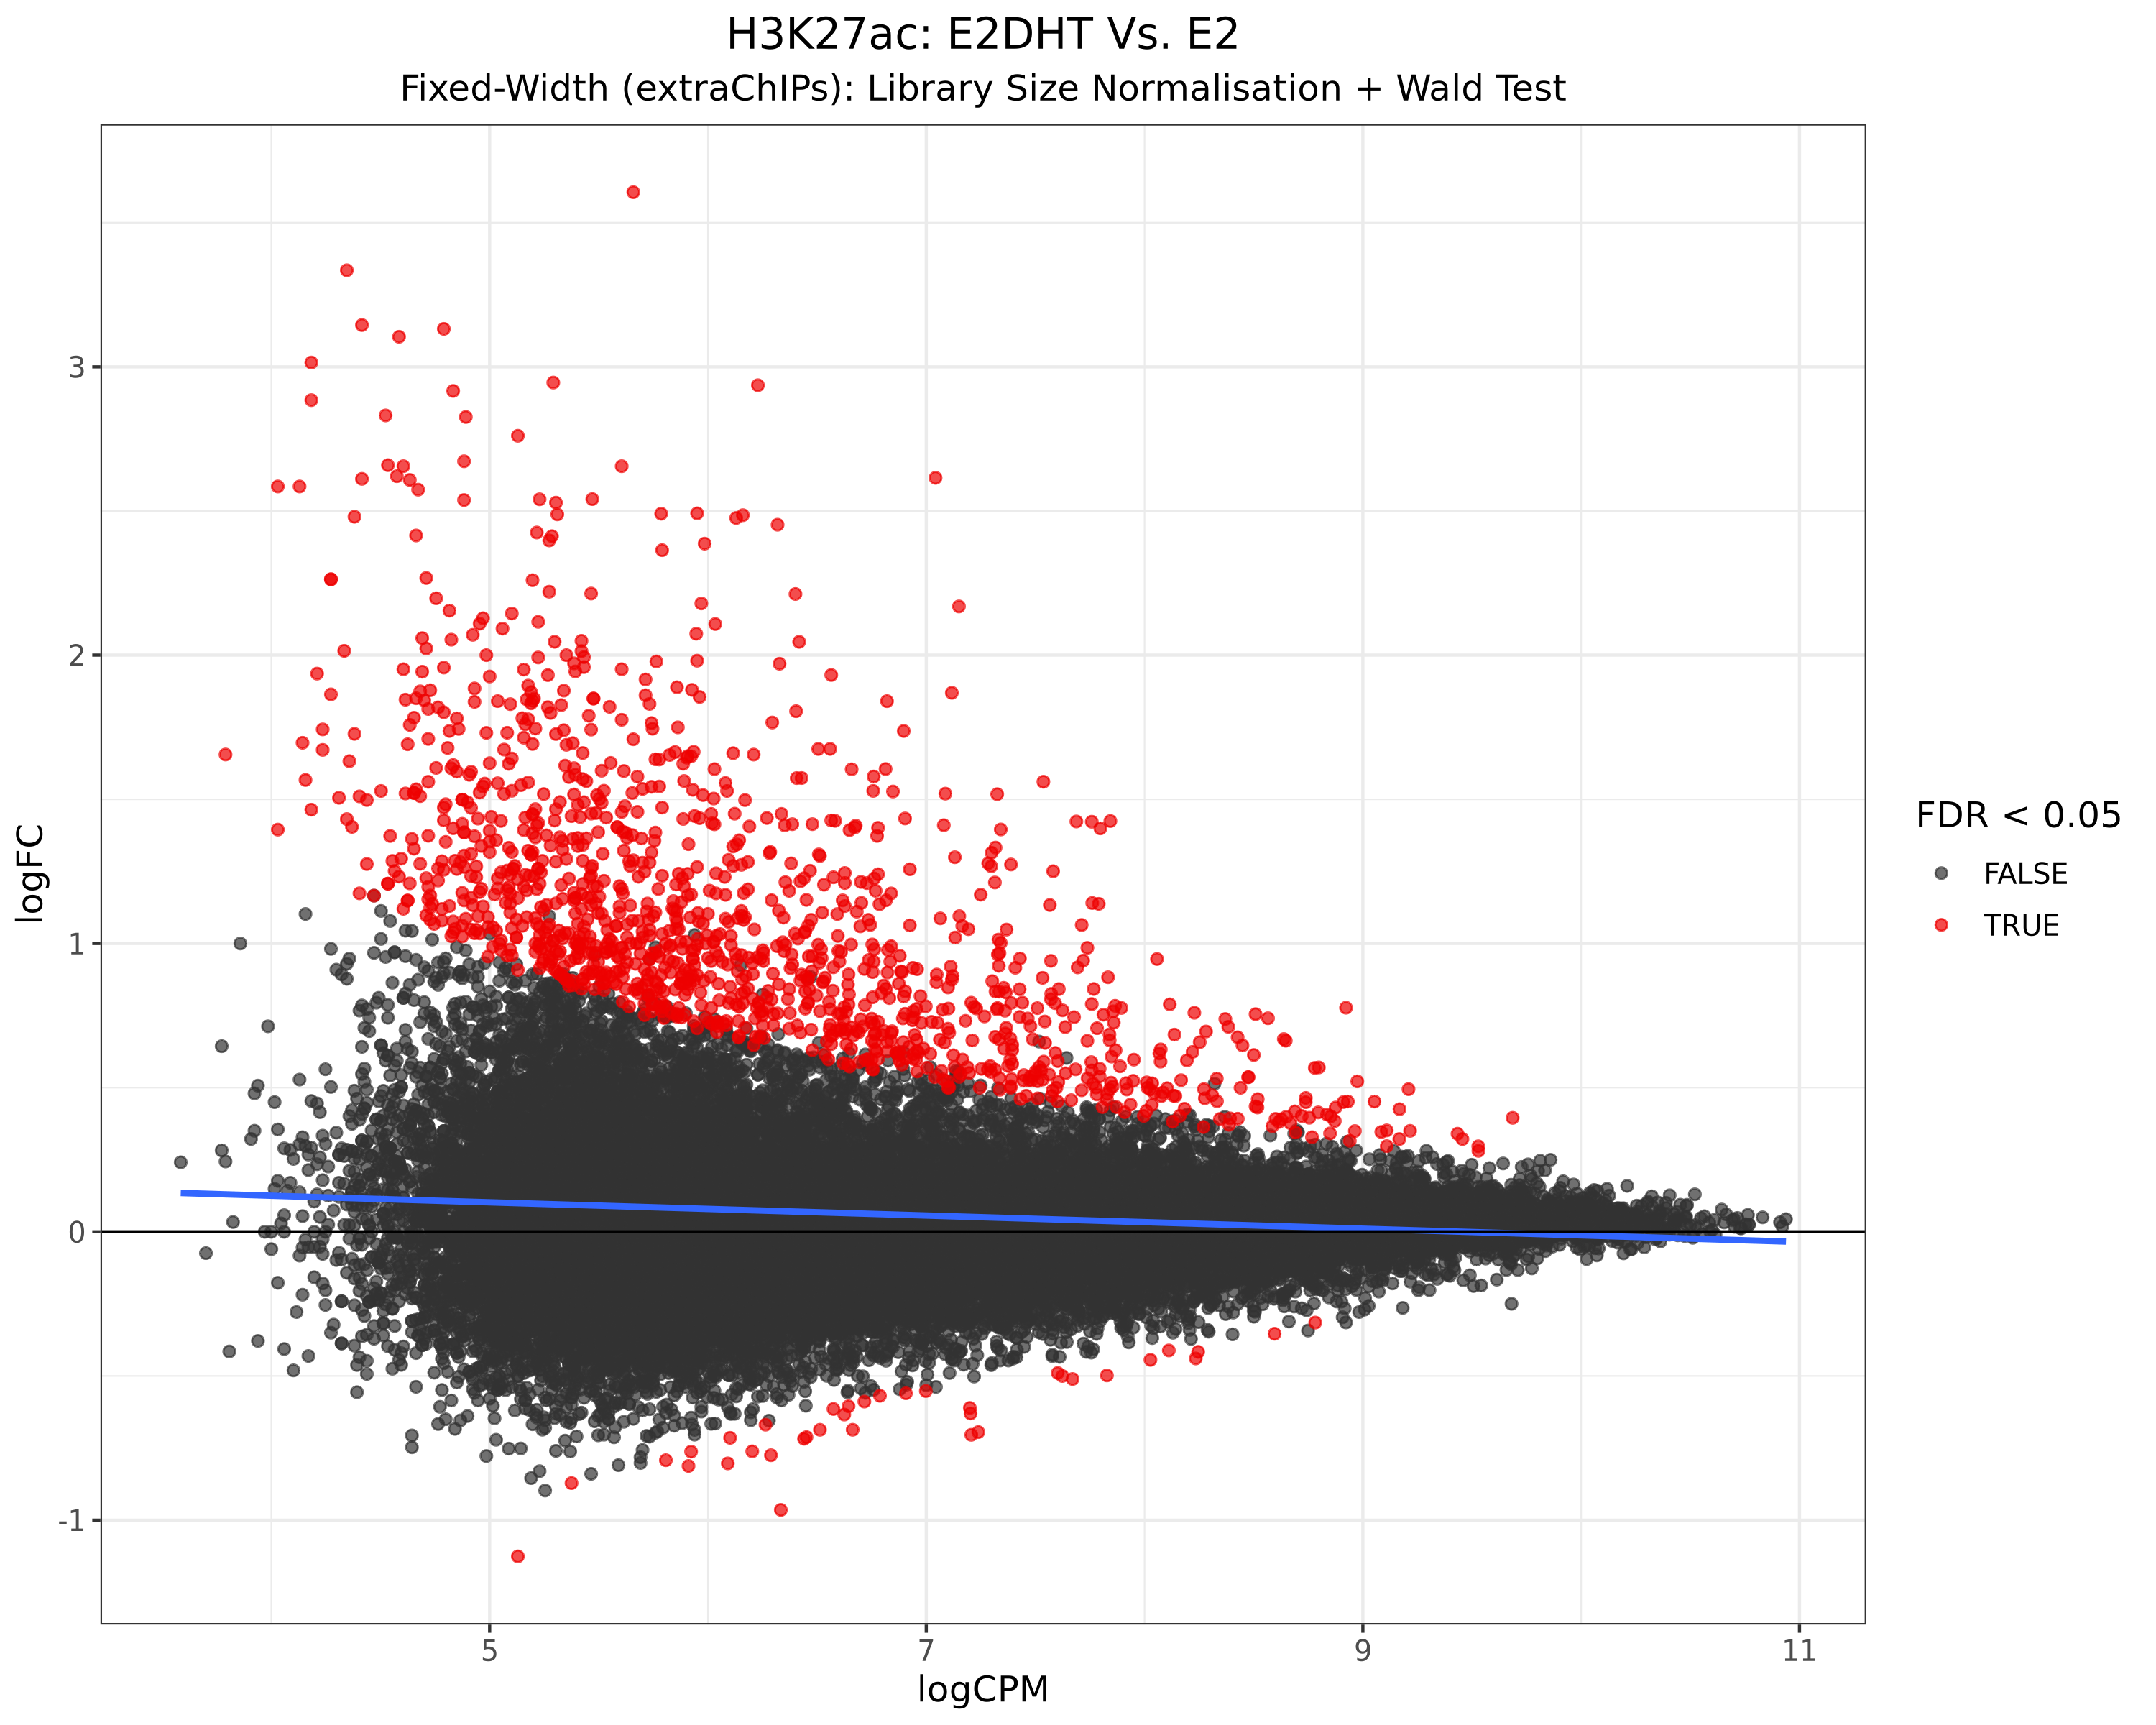 H3K27ac: E2DHT Vs. E2
Fixed-Width (extraChIPs): Library Size Normalisation + Wald Test
3
2
1
0
-1
logFC
5 7 9 11
logCPM
FDR < 0.05
FALSE
TRUE